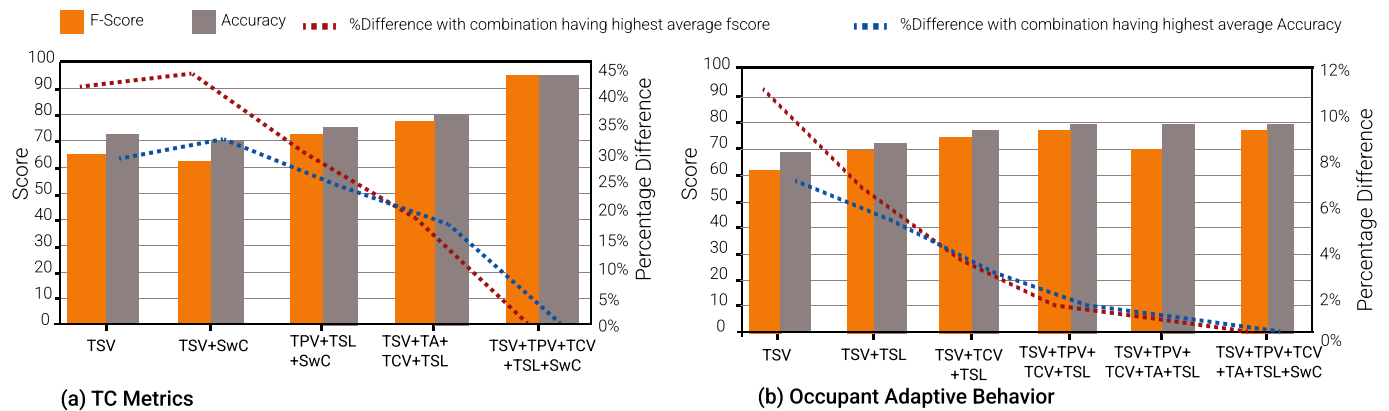 F-Score
Accuracy
%Difference with combination having highest average fscore
%Difference with combination having highest average Accuracy
Score
100
90
80
70
60
50
40
30
20
10
0
45%
40%
35%
30%
25%
20%
15%
10%
5%
0%
Percentage Difference
TSV
TSV+SwC
TPV+TSL
+SwC
TSV+TA+
TCV+TSL
TSV+TPV+TCV
+TSL+SwC
(a) TC Metrics
Score
100
90
80
70
60
50
40
30
20
10
0
12%
10%
8%
6%
4%
2%
0%
Percentage Difference
TSV
TSV+TSL
TSV+TCV
+TSL
TSV+TPV+
TCV+TSL
TSV+TPV+
TCV+TA+TSL
TSV+TPV+TCV
+TA+TSL+SwC
(b) Occupant Adaptive Behavior